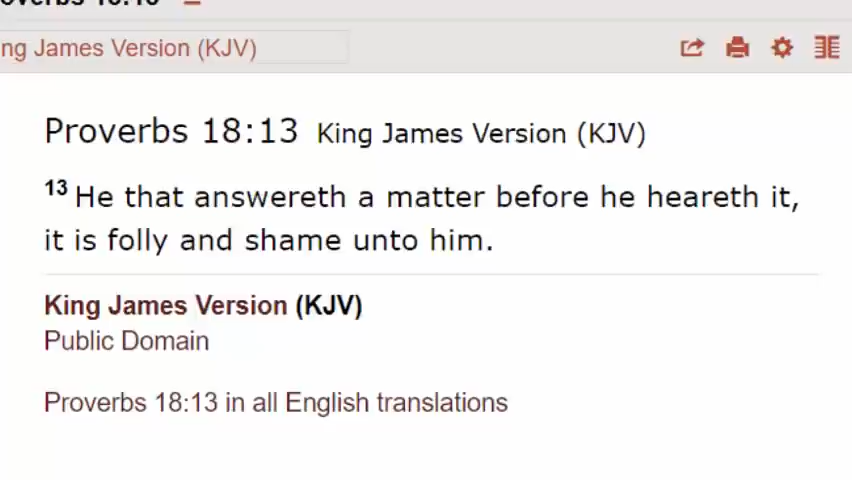 ng James Version (KJV)
Proverbs 18:13 King James Version (KJV)
13 He that answereth a matter before he heareth it,
it is folly and shame unto him.
King James Version (KJV)
Public Domain
Proverbs 18:13 in all English translations